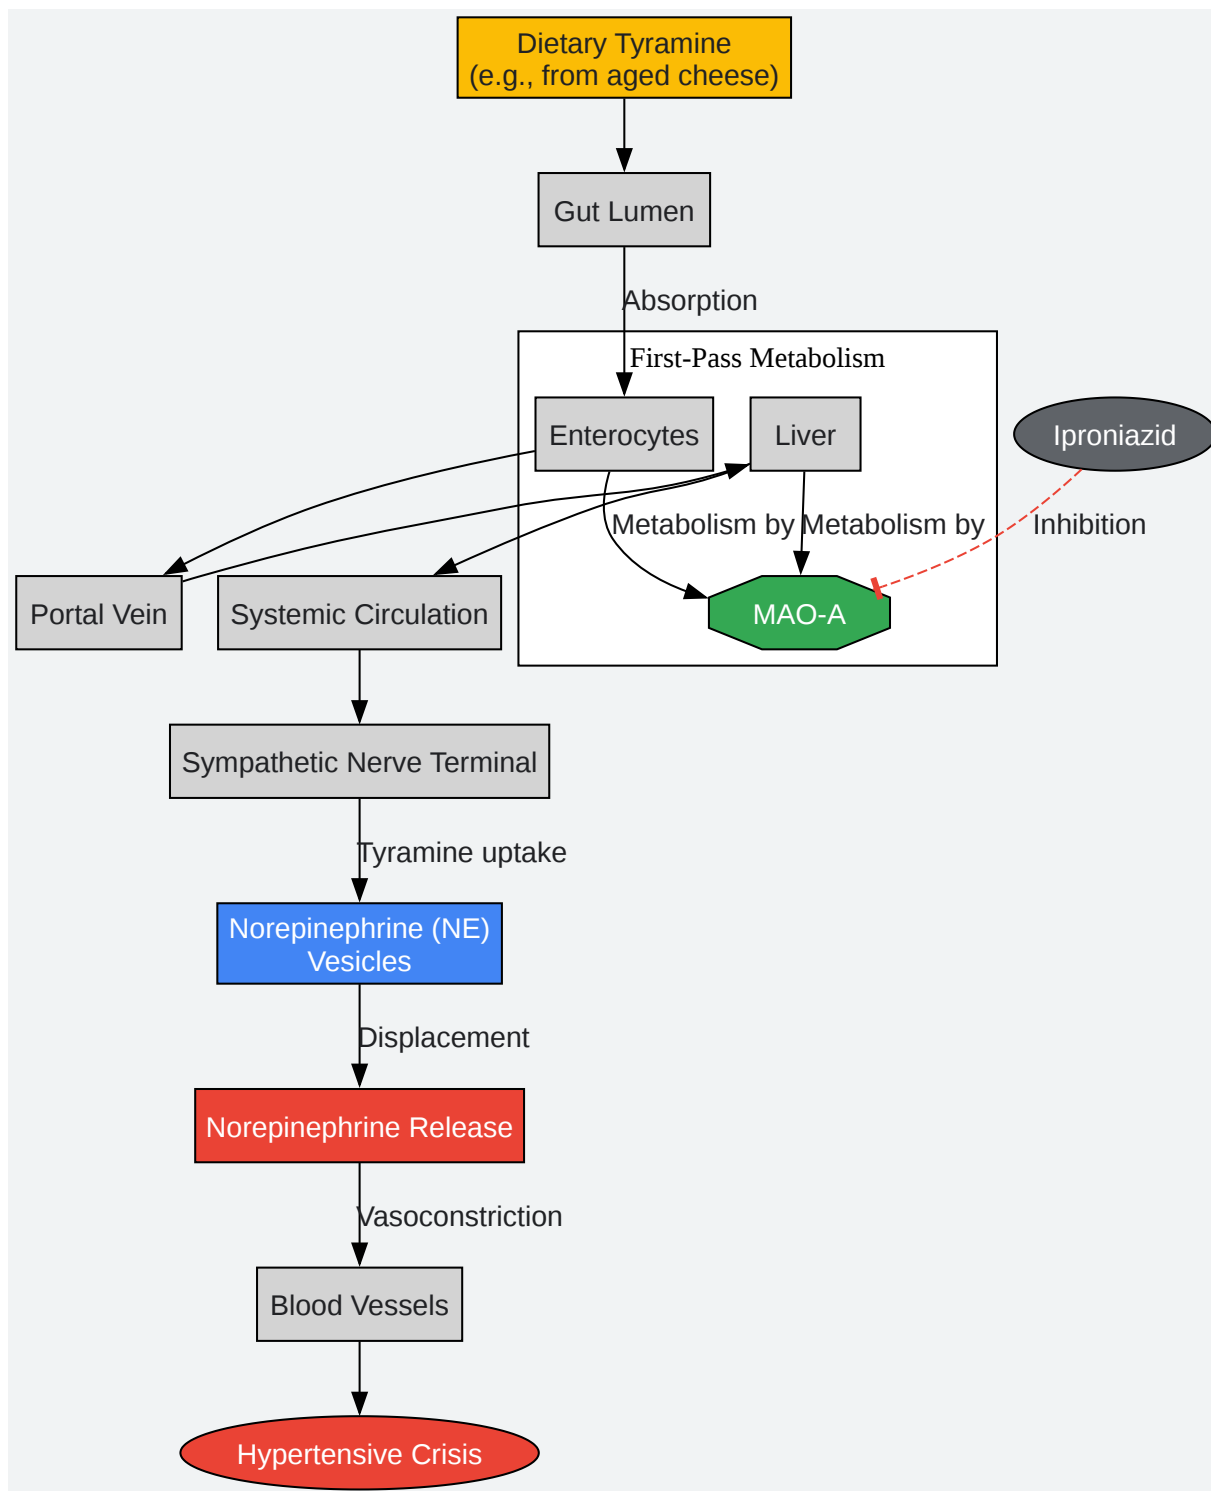 Dietary Tyramine
(e.g., from aged cheese)
Gut Lumen
Absorption
First-Pass Metabolism
Enterocytes
Liver
Iproniazid
Metabolism by
Metabolism by
Inhibition
Portal Vein
Systemic Circulation
MAO-A
Sympathetic Nerve Terminal
Tyramine uptake
Norepinephrine (NE)
Vesicles
Displacement
Norepinephrine Release
Vasoconstriction
Blood Vessels
Hypertensive Crisis